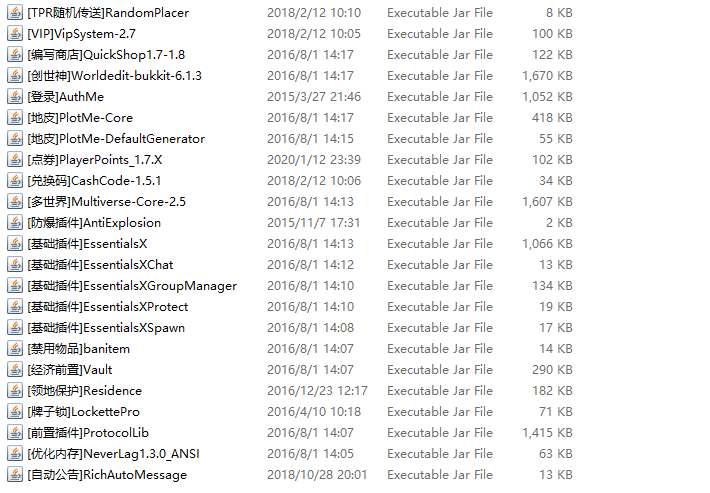 [TPR随机传送]RandomPlacer 2018/2/12 10:10 Executable Jar File 8 KB
[VIP]VipSystem-2.7 2018/2/12 10:05 Executable Jar File 100 KB
[编写商店]QuickShop1.7-1.8 2016/8/1 14:17 Executable Jar File 122 KB
[创世神]Worldedit-bukkit-6.1.3 2016/8/1 14:17 Executable Jar File 1,670 KB
[登录]AuthMe 2015/3/27 21:46 Executable Jar File 1,052 KB
[地皮]PlotMe-Core 2016/8/1 14:17 Executable Jar File 418 KB
[地皮]PlotMe-DefaultGenerator 2016/8/1 14:15 Executable Jar File 55 KB
[点券]PlayerPoints_1.7.X 2020/1/12 23:39 Executable Jar File 102 KB
[兑换码]CashCode-1.5.1 2018/2/12 10:06 Executable Jar File 34 KB
[多世界]Multiverse-Core-2.5 2016/8/1 14:13 Executable Jar File 1,607 KB
[防爆插件]AntiExplosion 2015/11/7 17:31 Executable Jar File 2 KB
[基础插件]EssentialsX 2016/8/1 14:13 Executable Jar File 1,066 KB
[基础插件]EssentialsXChat 2016/8/1 14:12 Executable Jar File 13 KB
[基础插件]EssentialsXGroupManager 2016/8/1 14:10 Executable Jar File 134 KB
[基础插件]EssentialsXProtect 2016/8/1 14:10 Executable Jar File 19 KB
[基础插件]EssentialsXSpawn 2016/8/1 14:08 Executable Jar File 17 KB
[禁用物品]banitem 2016/8/1 14:07 Executable Jar File 14 KB
[经济前置]Vault 2016/8/1 14:07 Executable Jar File 290 KB
[领地保护]Residence 2016/12/23 12:17 Executable Jar File 182 KB
[牌子锁]LockettePro 2016/4/10 10:18 Executable Jar File 71 KB
[前置插件]ProtocolLib 2016/8/1 14:07 Executable Jar File 1,415 KB
[优化内存]NeverLag1.3.0_ANSI 2016/8/1 14:05 Executable Jar File 63 KB
[自动公告]RichAutoMessage 2018/10/28 20:01 Executable Jar File 13 KB